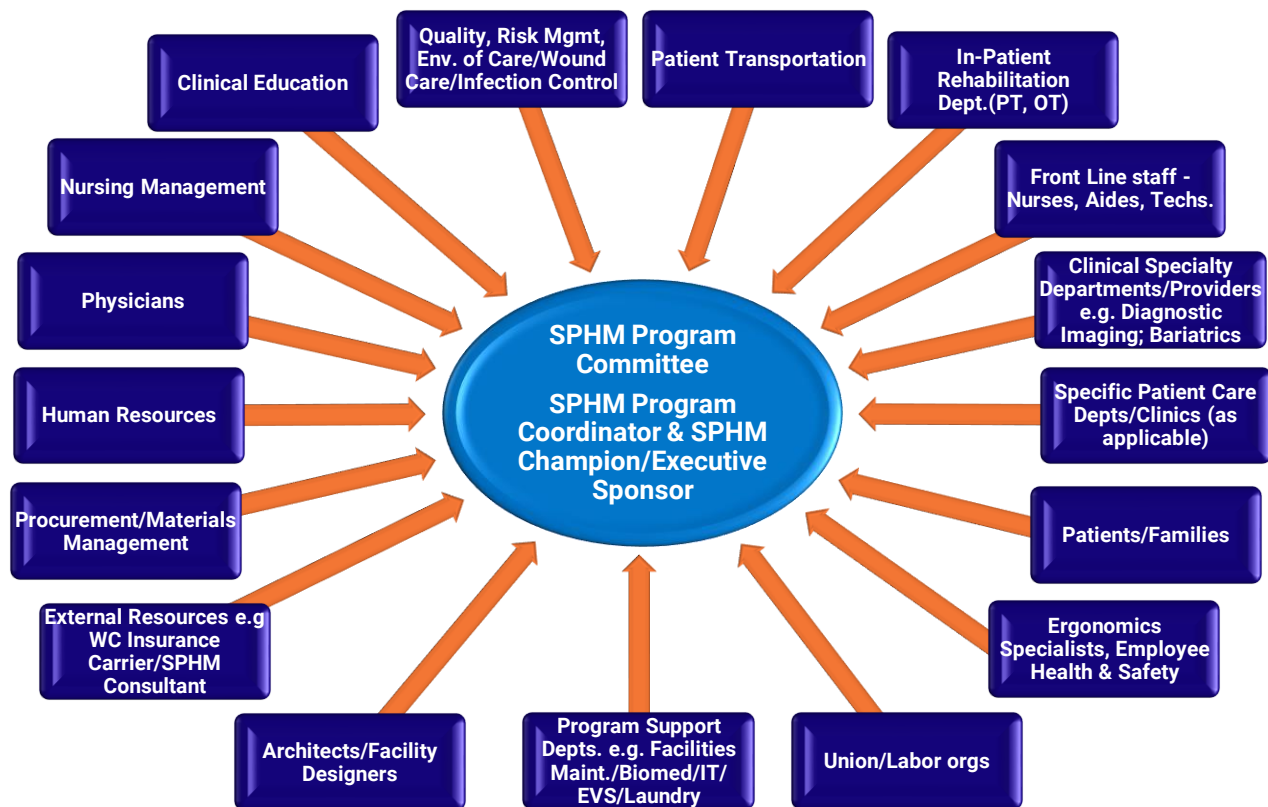 Clinical Education
Quality, Risk Mgmt,
Env. of Care/Wound
Care/Infection Control
Patient Transportation
In-Patient
Rehabilitation
Dept.(PT, OT)
Nursing Management
Front Line staff -
Nurses, Aides, Techs.
Physicians
Clinical Specialty
Departments/Providers
e.g. Diagnostic
Imaging; Bariatrics
SPHM Program
Committee
SPHM Program
Coordinator & SPHM
Champion/Executive
Sponsor
Human Resources
Specific Patient Care
Depts/Clinics (as
applicable)
Procurement/Materials
Management
Patients/Families
External Resources e.g
WC Insurance
Carrier/SPHM
Consultant
Ergonomics
Specialists, Employee
Health & Safety
Architects/Facility
Designers
Program Support
Depts. e.g. Facilities
Maint./Biomed/IT/
EVS/Laundry
Union/Labor orgs